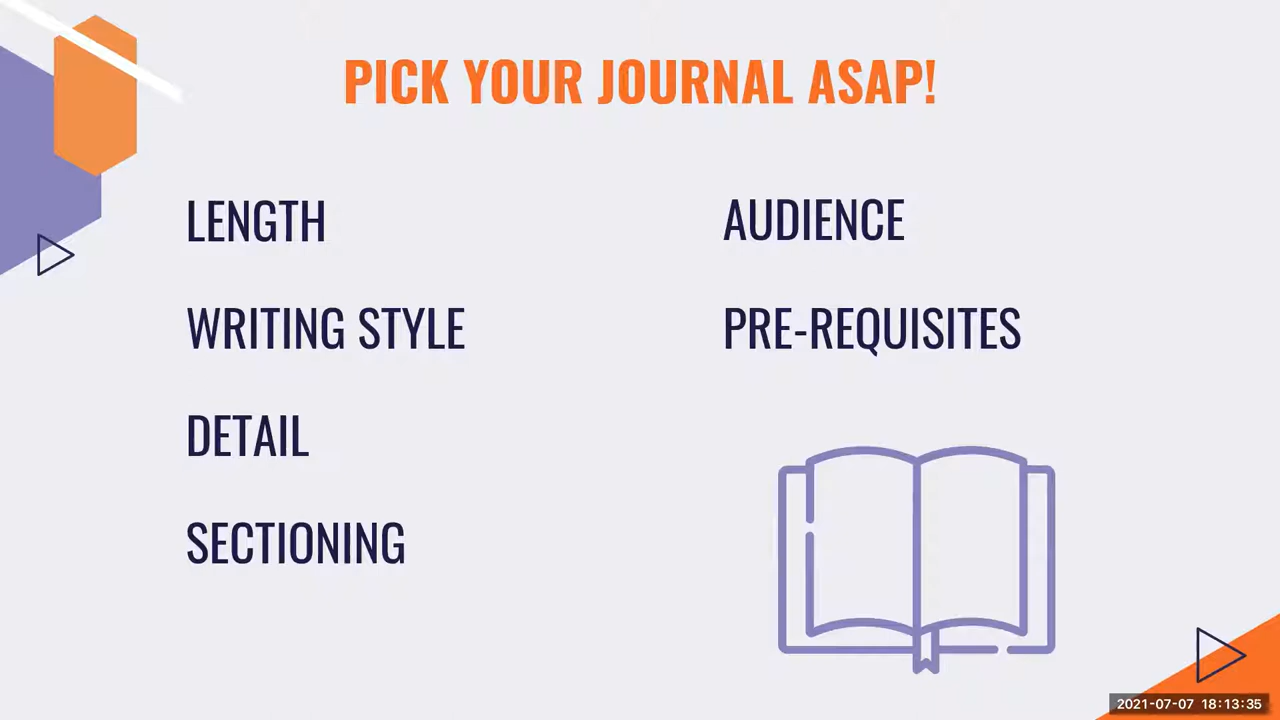 PICK YOUR JOURNAL ASAP!
LENGTH
WRITING STYLE
DETAIL
SECTIONING
AUDIENCE
PRE-REQUISITES
2021-07-07 18:13:35